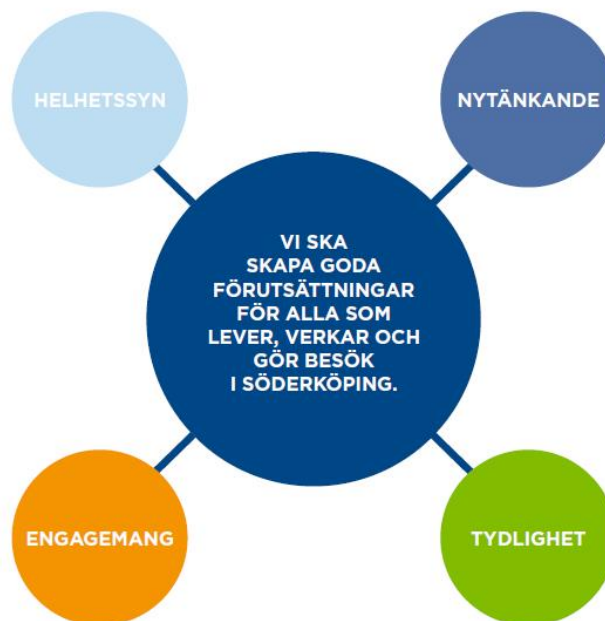 HELHETSSYN
NYTÄNKANDE
VI SKA
SKAPA GODA
FÖRUTSÄTTNINGAR
FÖR ALLA SOM
LEVER, VERKAR OCH
GÖR BESÖK
I SÖDERKÖPING.
ENGAGEMANG
TYDLIGHET